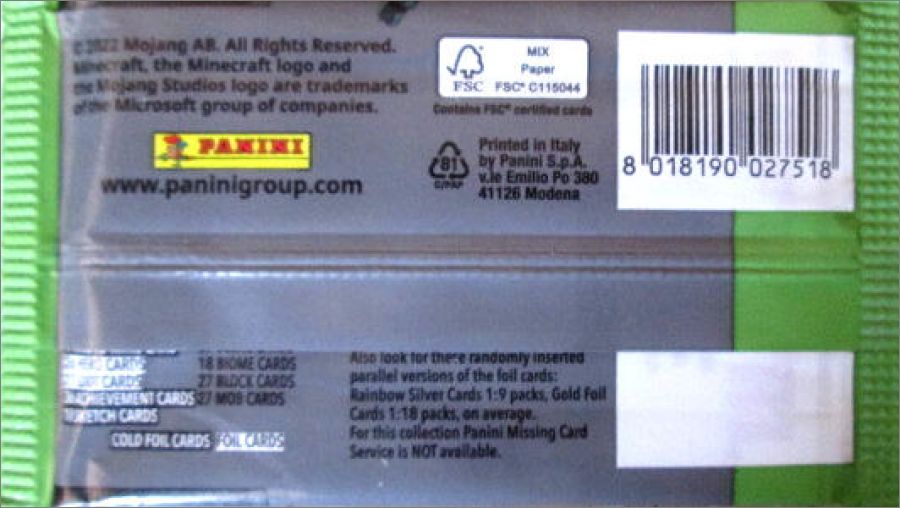 © 2022 Mojang AB. All Rights Reserved.
Minecraft, the Minecraft logo and
the Mojang Studios logo are trademarks
of the Microsoft group of companies.
PANINI
www.paninigroup.com
FSC
MIX
Paper
FSC® C115044
Contains FSC® certified cards
81
C/PAP
Printed in Italy
by Panini S.p.A.
v.le Emilio Po 380
41126 Modena
8 018190 027518
CARDS
18 BIOME CARDS
CARDS
27 BLOCK CARDS
ACHIEVEMENT CARDS
27 MOB CARDS
CARDS
COLD FOIL CARDS FOIL CARDS
Also look for these randomly inserted
parallel versions of the foil cards:
Rainbow Silver Cards 1:9 packs, Gold Foil
Cards 1:18 packs, on average.
For this collection Panini Missing Card
Service is NOT available.